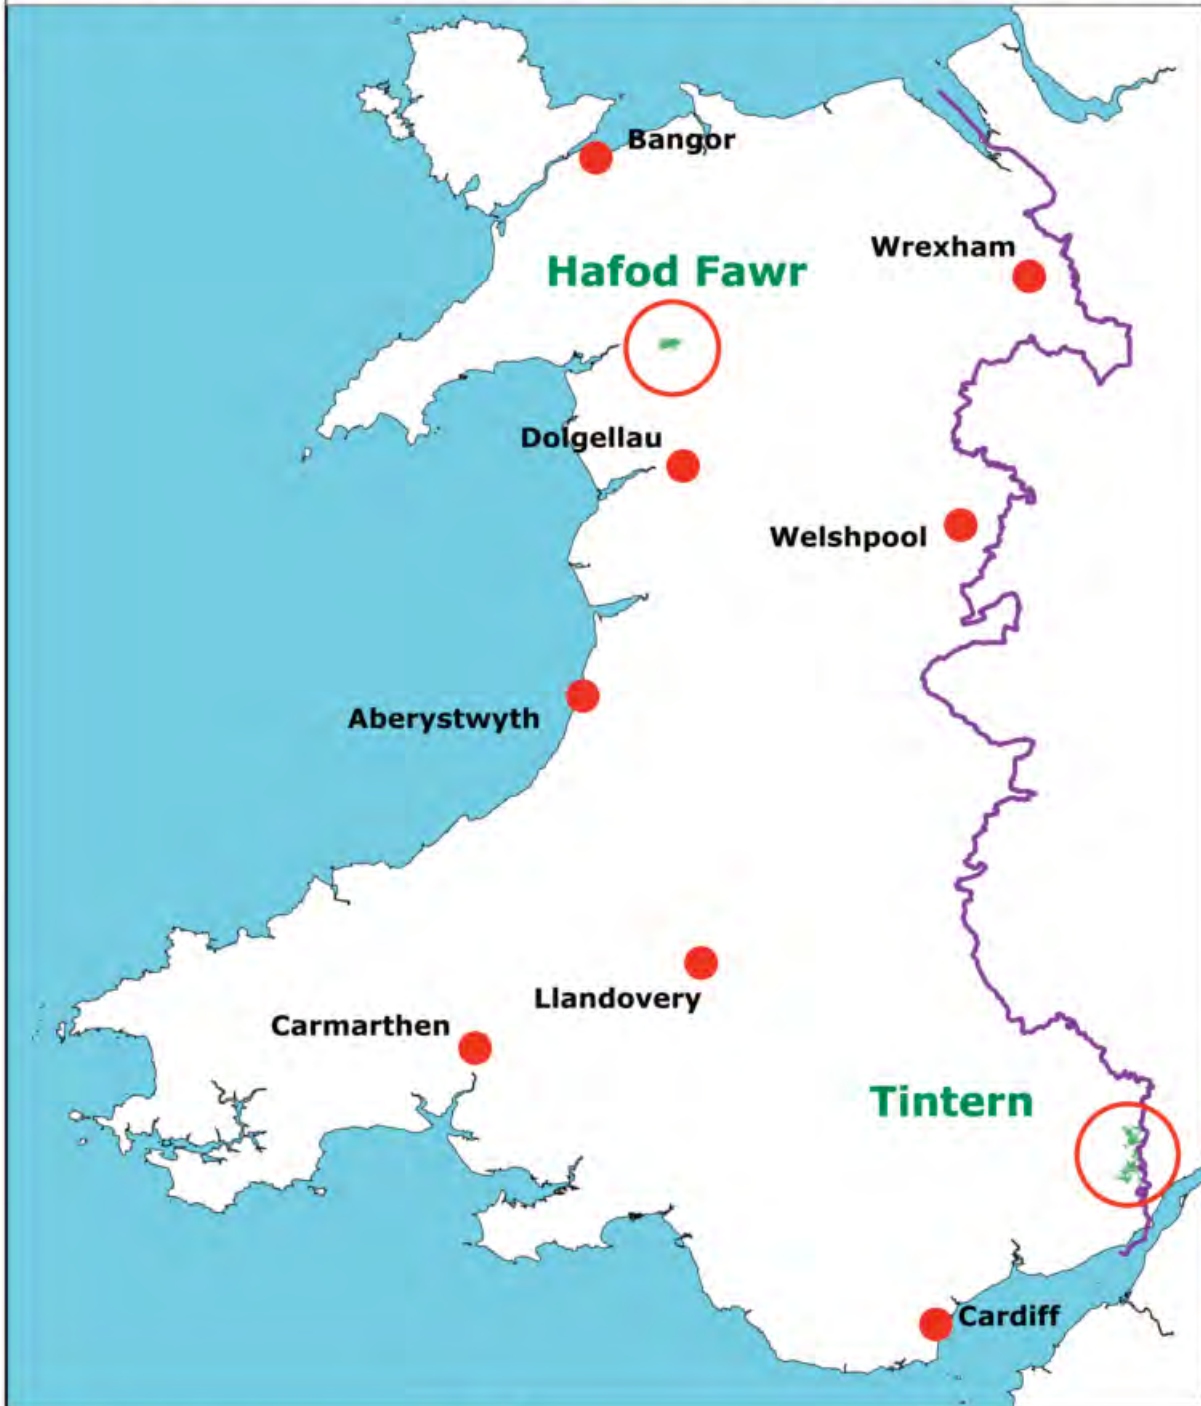 Bangor
Wrexham
Hafod Fawr
Dolgellau
Welshpool
Aberystwyth
Llandovery
Carmarthen
Tintern
Cardiff